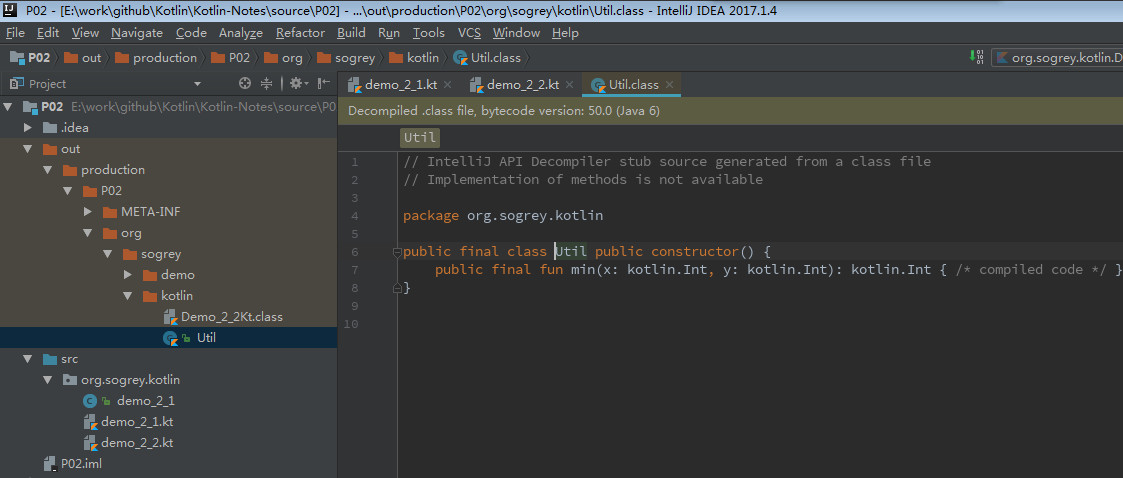 P02 - [E:\work\github\Kotlin\Kotlin-Notes\source\P02] - ...\out\production\P02\org\sogrey\kotlin\Util.class - IntelliJ IDEA 2017.1.4
File Edit View Navigate Code Analyze Refactor Build Run Tools VCS Window Help
P02 out production P02 org sogrey kotlin Util.class
org.sogrey.kotlin.D
Project
demo_2_1.kt demo_2_2.kt Util.class
P02 E:\work\github\Kotlin\Kotlin-Notes\source\P0
.idea
out
production
P02
META-INF
org
sogrey
demo
kotlin
Demo_2_2Kt.class
Util
src
org.sogrey.kotlin
demo_2_1
demo_2_1.kt
demo_2_2.kt
P02.iml
Decompiled .class file, bytecode version: 50.0 (Java 6)
Util
1 // IntelliJ API Decompiler stub source generated from a class file
2 // Implementation of methods is not available
3
4 package org.sogrey.kotlin
5
6 public final class Util public constructor() {
7 public final fun min(x: kotlin.Int, y: kotlin.Int): kotlin.Int { /* compiled code */ }
8 }
9
10